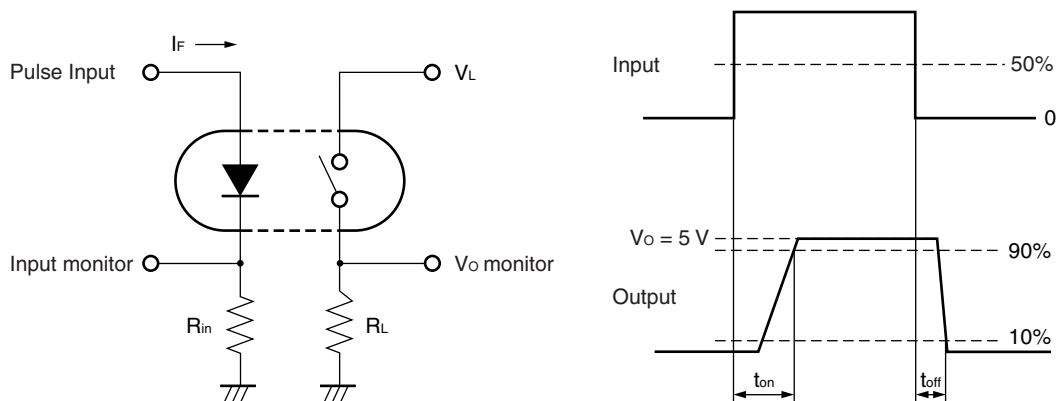 IF
Pulse Input
VL
Input monitor
VO monitor
Rin
RL
Input
50%
0
VO = 5 V
90%
Output
10%
ton
toff